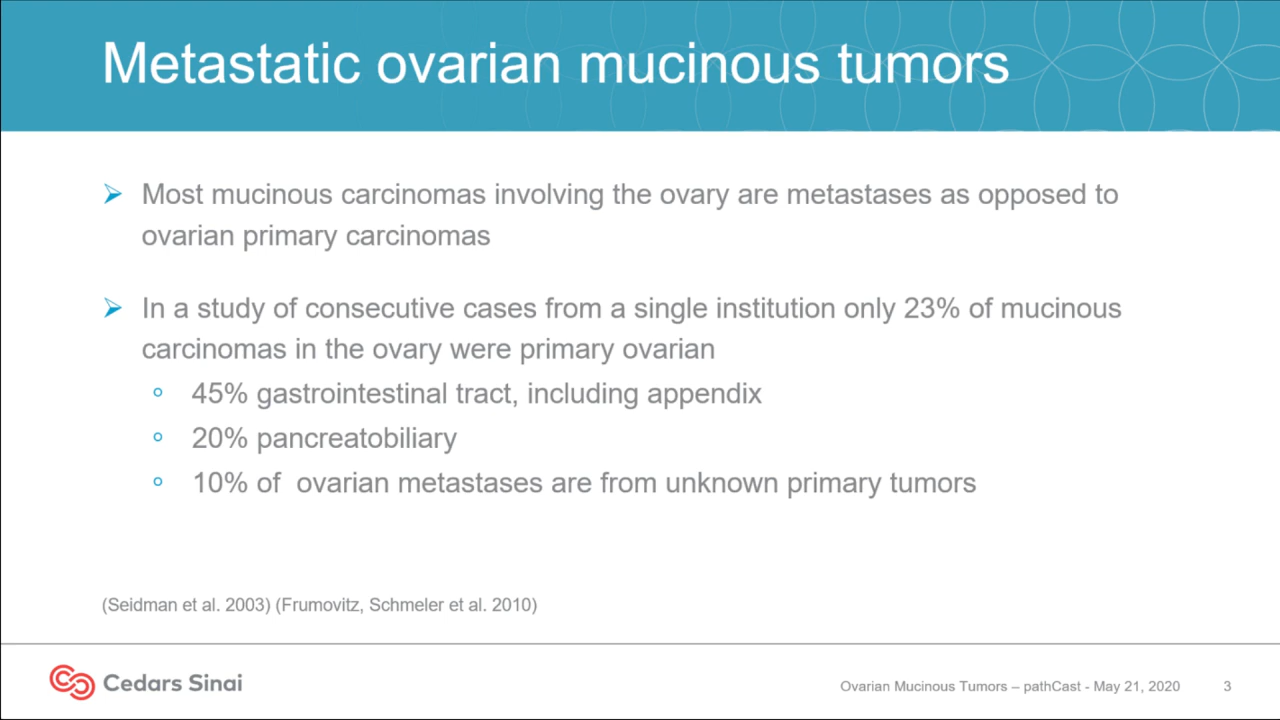 Metastatic ovarian mucinous tumors
Most mucinous carcinomas involving the ovary are metastases as opposed to
ovarian primary carcinomas
In a study of consecutive cases from a single institution only 23% of mucinous
carcinomas in the ovary were primary ovarian
45% gastrointestinal tract, including appendix
20% pancreatobiliary
10% of  ovarian metastases are from unknown primary tumors
(Seidman et al. 2003) (Frumovitz, Schmeler et al. 2010)
Cedars Sinai
Ovarian Mucinous Tumors – pathCast - May 21, 2020 3